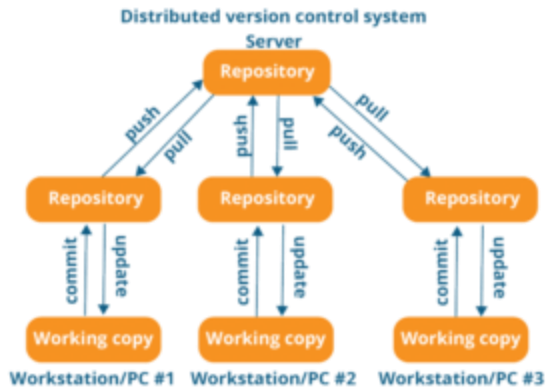 Distributed version control system
Server
Repository
push
pull
push
pull
push
pull
Repository
Repository
Repository
commit
update
commit
update
commit
update
Working copy
Working copy
Working copy
Workstation/PC #1
Workstation/PC #2
Workstation/PC #3